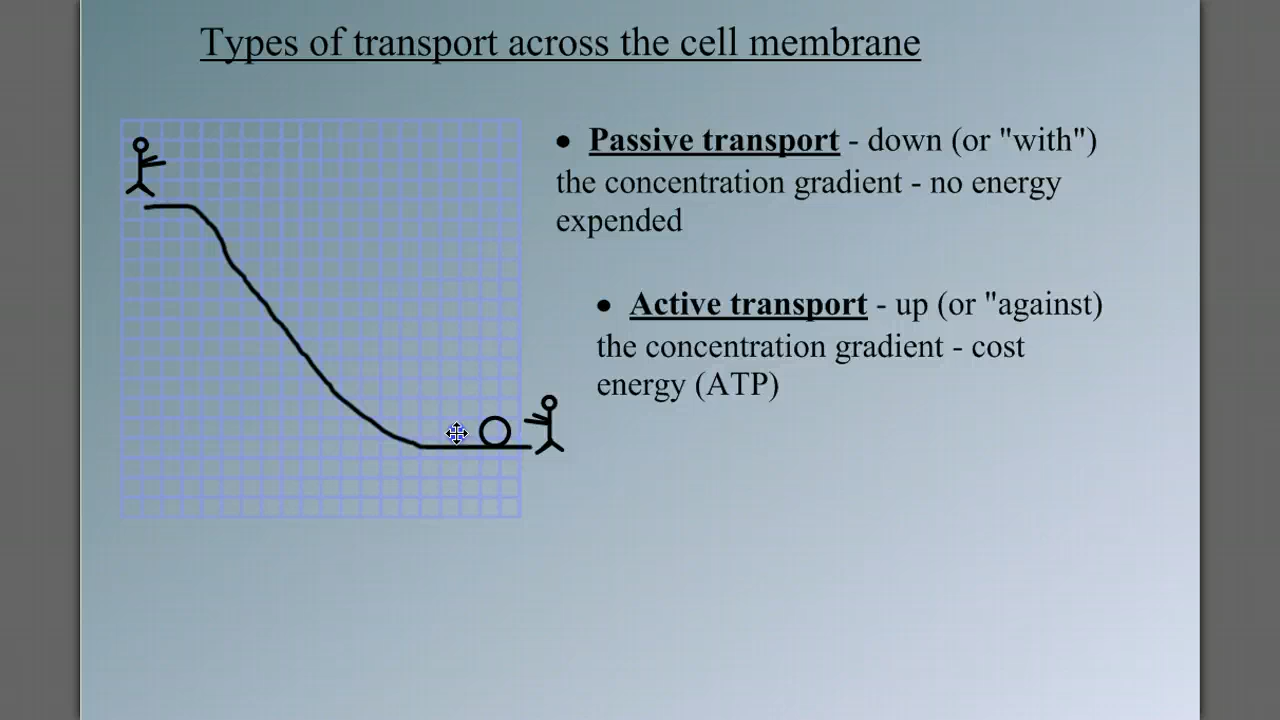 Types of transport across the cell membrane
• Passive transport - down (or "with")
the concentration gradient - no energy
expended
• Active transport - up (or "against)
the concentration gradient - cost
energy (ATP)